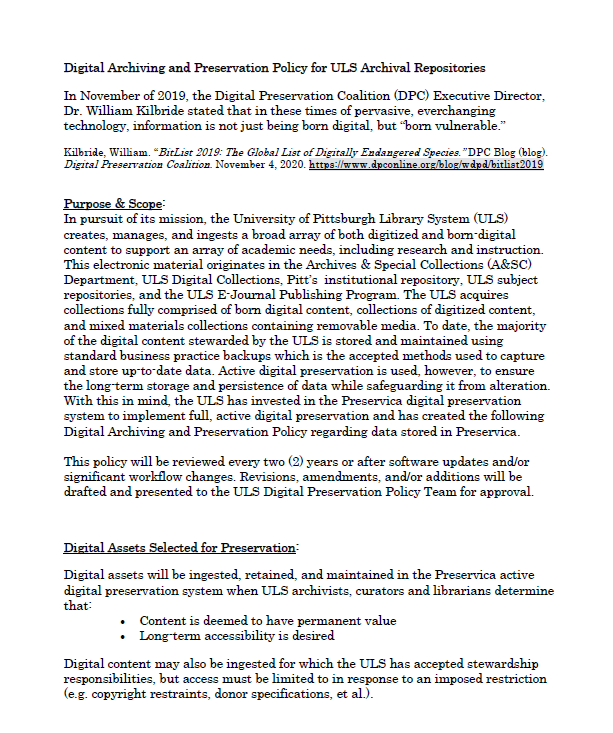 Digital Archiving and Preservation Policy for ULS Archival Repositories
In November of 2019, the Digital Preservation Coalition (DPC) Executive Director,
Dr. William Kilbride stated that in these times of pervasive, everchanging
technology, information is not just being born digital, but “born vulnerable.”
Kilbride, William. “BitList 2019: The Global List of Digitally Endangered Species.” DPC Blog (blog).
Digital Preservation Coalition. November 4, 2020. https://www.dpconline.org/blog/wdpd/bitlist2019
Purpose & Scope:
In pursuit of its mission, the University of Pittsburgh Library System (ULS)
creates, manages, and ingests a broad array of both digitized and born-digital
content to support an array of academic needs, including research and instruction.
This electronic material originates in the Archives & Special Collections (A&SC)
Department, ULS Digital Collections, Pitt’s institutional repository, ULS subject
repositories, and the ULS E-Journal Publishing Program. The ULS acquires
collections fully comprised of born digital content, collections of digitized content,
and mixed materials collections containing removable media. To date, the majority
of the digital content stewarded by the ULS is stored and maintained using
standard business practice backups which is the accepted methods used to capture
and store up-to-date data. Active digital preservation is used, however, to ensure
the long-term storage and persistence of data while safeguarding it from alteration.
With this in mind, the ULS has invested in the Preservica digital preservation
system to implement full, active digital preservation and has created the following
Digital Archiving and Preservation Policy regarding data stored in Preservica.
This policy will be reviewed every two (2) years or after software updates and/or
significant workflow changes. Revisions, amendments, and/or additions will be
drafted and presented to the ULS Digital Preservation Policy Team for approval.
Digital Assets Selected for Preservation:
Digital assets will be ingested, retained, and maintained in the Preservica active
digital preservation system when ULS archivists, curators and librarians determine
that:
• Content is deemed to have permanent value
• Long-term accessibility is desired
Digital content may also be ingested for which the ULS has accepted stewardship
responsibilities, but access must be limited to in response to an imposed restriction
(e.g. copyright restraints, donor specifications, et al.).